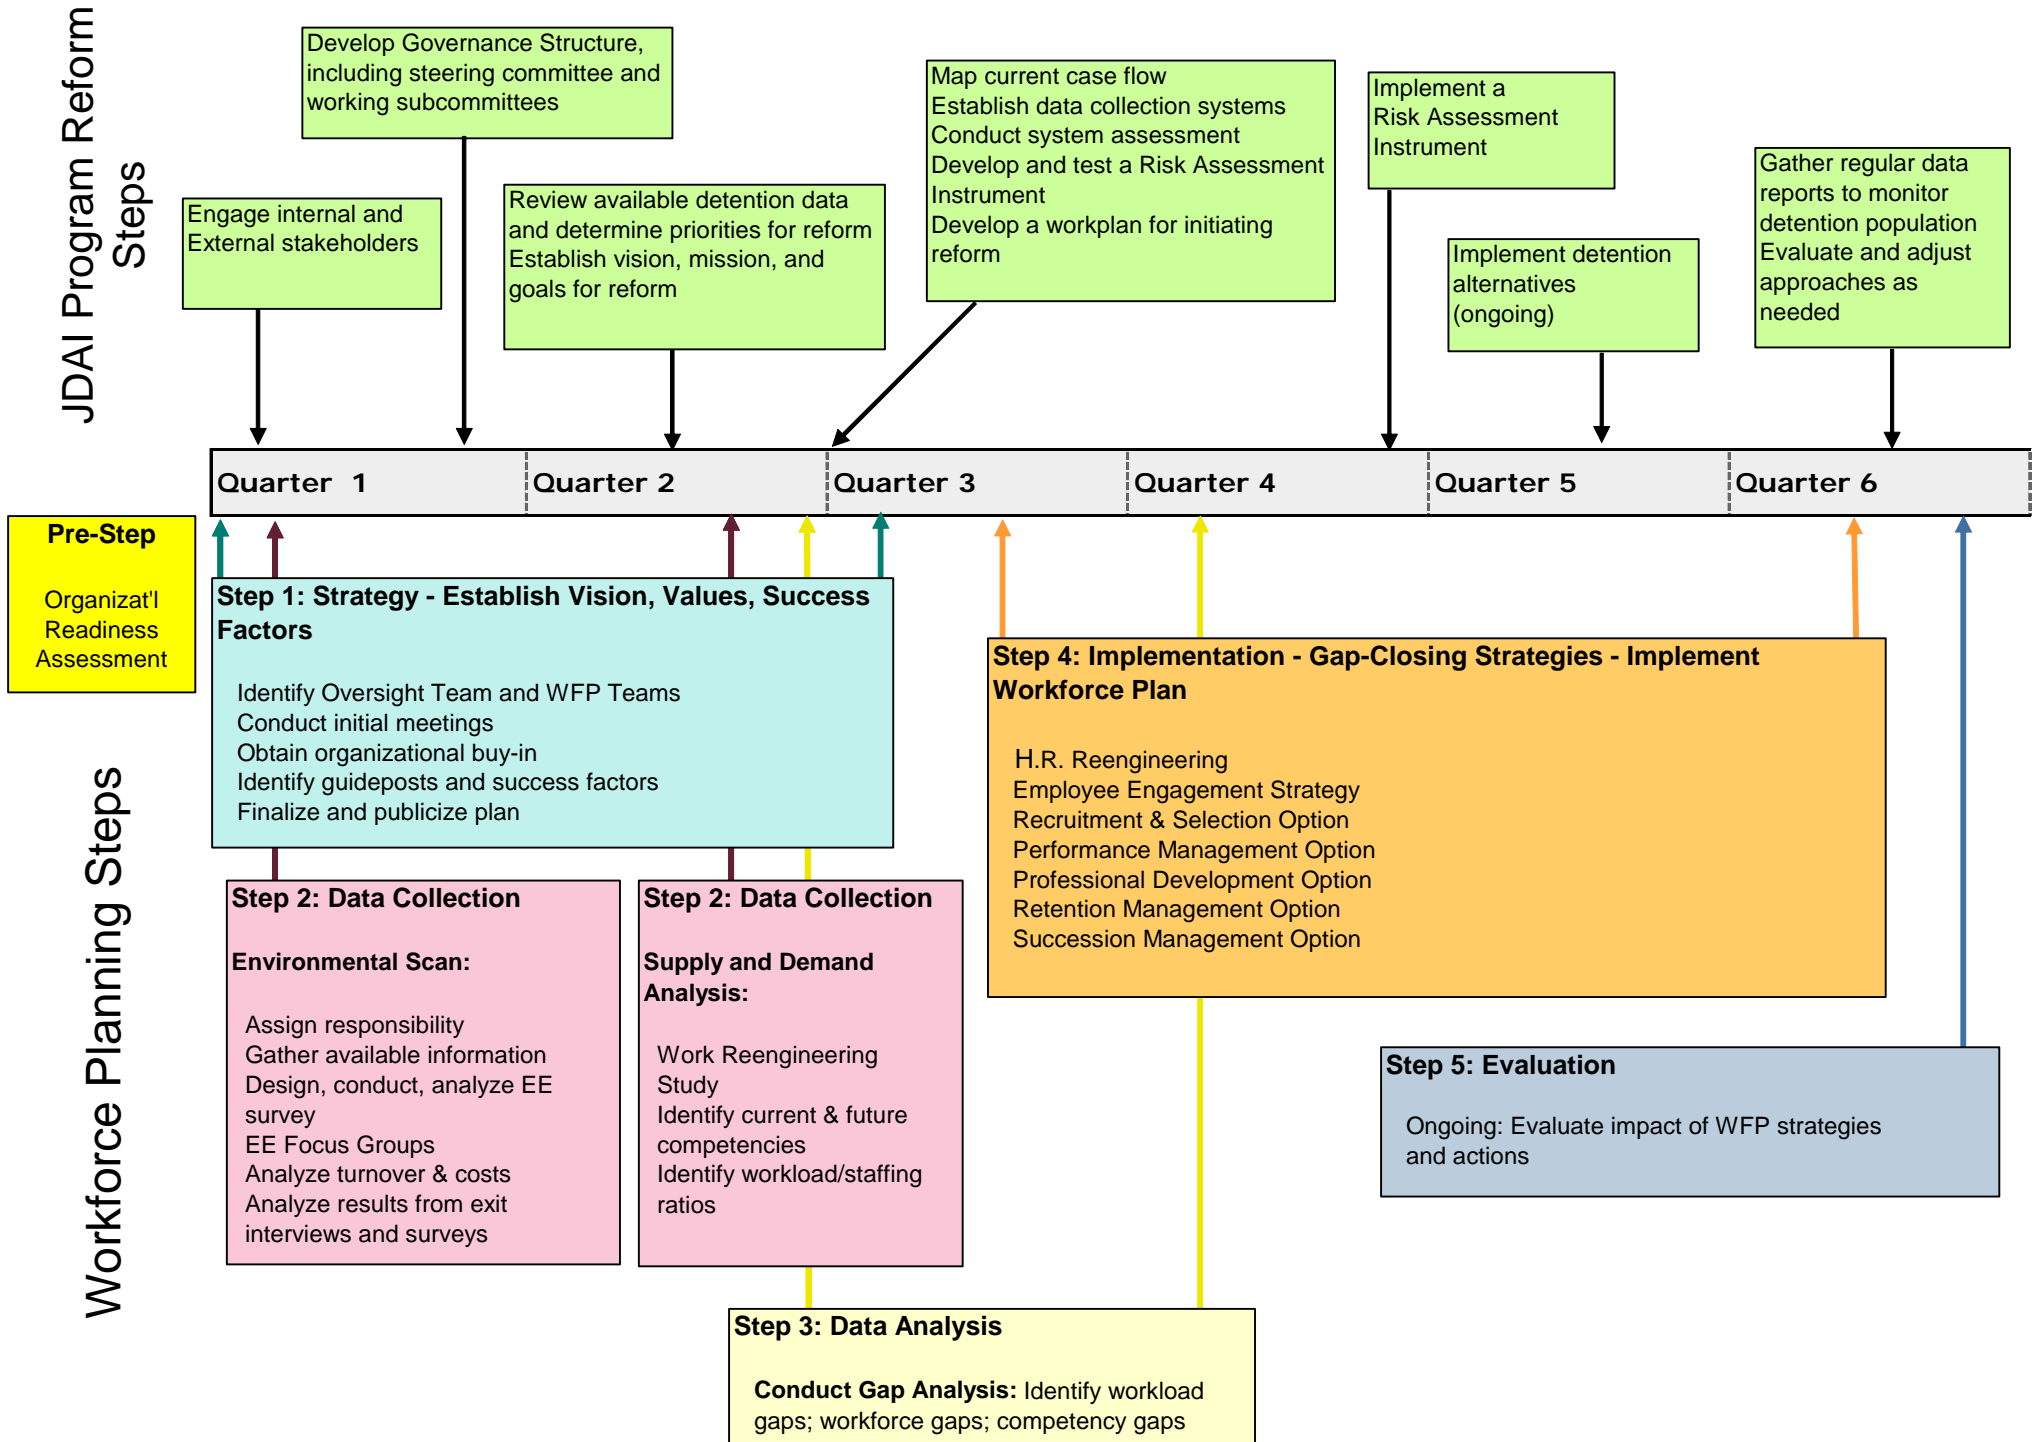 JDAI Program Reform
Steps
Develop Governance Structure,
including steering committee and
working subcommittees
Engage internal and
External stakeholders
Review available detention data
and determine priorities for reform
Establish vision, mission, and
goals for reform
Map current case flow
Establish data collection systems
Conduct system assessment
Develop and test a Risk Assessment
Instrument
Develop a workplan for initiating
reform
Implement a
Risk Assessment
Instrument
Implement detention
alternatives
(ongoing)
Gather regular data
reports to monitor
detention population
Evaluate and adjust
approaches as
needed
Quarter 1
Quarter 2
Quarter 3
Quarter 4
Quarter 5
Quarter 6
Pre-Step
Organizat'l
Readiness
Assessment
Workforce Planning Steps
Step 1: Strategy - Establish Vision, Values, Success
Factors
Identify Oversight Team and WFP Teams
Conduct initial meetings
Obtain organizational buy-in
Identify guideposts and success factors
Finalize and publicize plan
Step 2: Data Collection
Environmental Scan:
Assign responsibility
Gather available information
Design, conduct, analyze EE
survey
EE Focus Groups
Analyze turnover & costs
Analyze results from exit
interviews and surveys
Step 2: Data Collection
Supply and Demand
Analysis:
Work Reengineering
Study
Identify current & future
competencies
Identify workload/staffing
ratios
Step 3: Data Analysis
Conduct Gap Analysis: Identify workload
gaps; workforce gaps; competency gaps
Step 4: Implementation - Gap-Closing Strategies - Implement
Workforce Plan
H.R. Reengineering
Employee Engagement Strategy
Recruitment & Selection Option
Performance Management Option
Professional Development Option
Retention Management Option
Succession Management Option
Step 5: Evaluation
Ongoing: Evaluate impact of WFP strategies
and actions